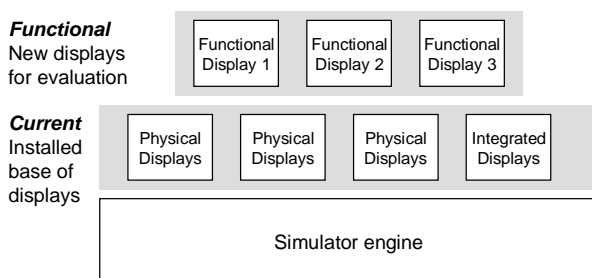 Functional
New displays
for evaluation
Functional
Display 1
Functional
Display 2
Functional
Display 3
Current
Installed
base of
displays
Physical
Displays
Physical
Displays
Physical
Displays
Integrated
Displays
Simulator engine